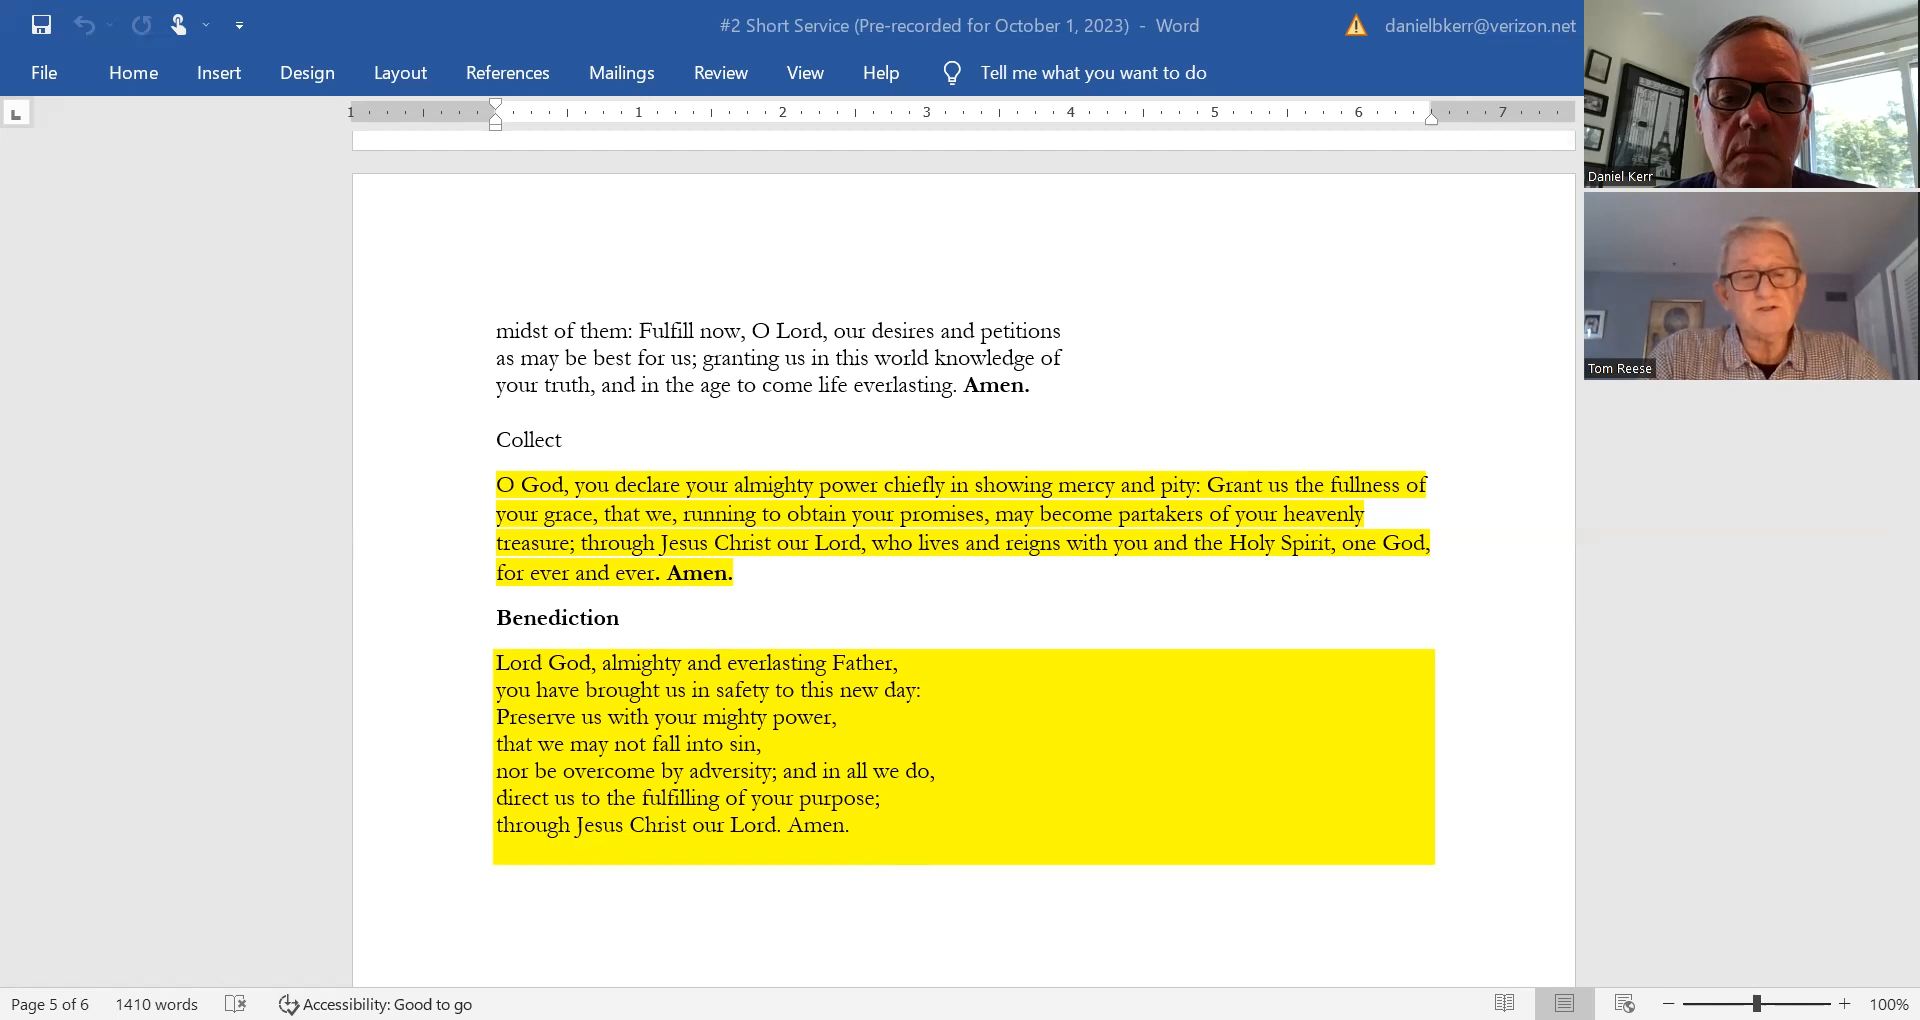 #2 Short Service (Pre-recorded for October 1, 2023) - Word
danielbkerr@verizon.net
File Home Insert Design Layout References Mailings Review View Help Tell me what you want to do
1 1 2 3 4 5 6 7
Daniel Kerr
Tom Reese
midst of them: Fulfill now, O Lord, our desires and petitions
as may be best for us; granting us in this world knowledge of
your truth, and in the age to come life everlasting. Amen.
Collect
O God, you declare your almighty power chiefly in showing mercy and pity: Grant us the fullness of
your grace, that we, running to obtain your promises, may become partakers of your heavenly
treasure; through Jesus Christ our Lord, who lives and reigns with you and the Holy Spirit, one God,
for ever and ever. Amen.
Benediction
Lord God, almighty and everlasting Father,
you have brought us in safety to this new day:
Preserve us with your mighty power,
that we may not fall into sin,
nor be overcome by adversity; and in all we do,
direct us to the fulfilling of your purpose;
through Jesus Christ our Lord. Amen.
Page 5 of 6 1410 words Accessibility: Good to go 100%